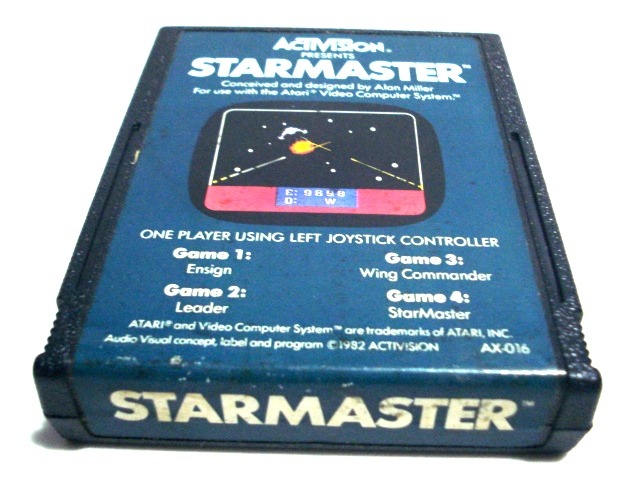 ACTIVISION®
PRESENTS
STARMASTER™
Conceived and designed by Alan Miller
For use with the Atari® Video Computer System.™
E: 9898
D: W
ONE PLAYER USING LEFT JOYSTICK CONTROLLER
Game 1:
Ensign
Game 3:
Wing Commander
Game 2:
Leader
Game 4:
StarMaster
ATARI® and Video Computer System™ are trademarks of ATARI, INC.
Audio Visual concept, label and program ©1982 ACTIVISION AX-016
STARMASTER™